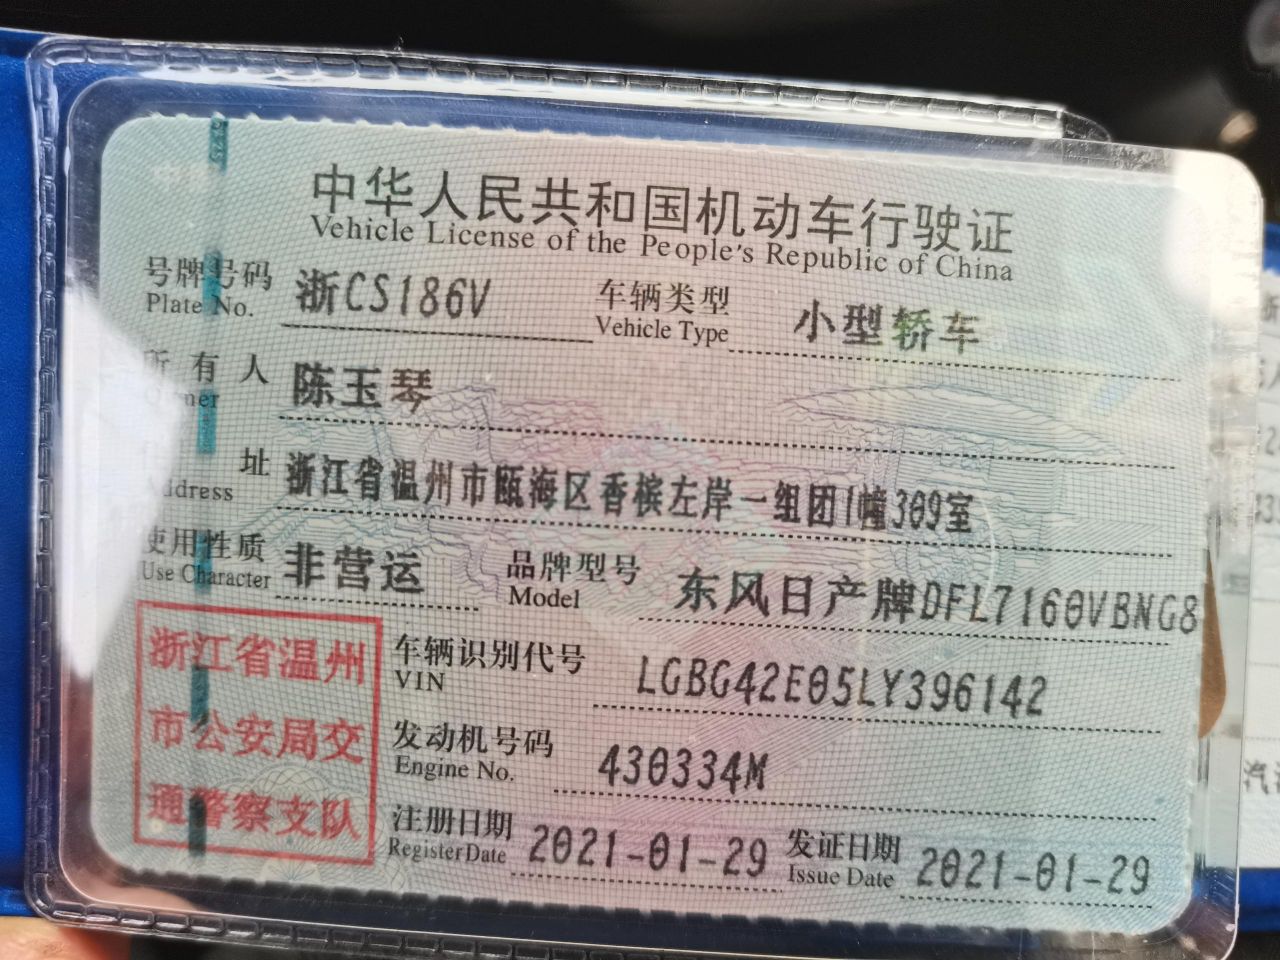 中华人民共和国机动车行驶证
Vehicle License of the People's Republic of China
号牌号码 浙CS186V 车辆类型 小型轿车
Plate No. Vehicle Type
所有人 陈玉琴
Owner
址 浙江省温州市瓯海区香槟左岸一组团1幢309室
Address
使用性质 非营运 品牌型号 东风日产牌DFL7160VBNG8
Use Character Model
浙江省温州
市公安局交
通警察支队
车辆识别代号 LGBG42E05LY396142
VIN
发动机号码 430334M
Engine No.
注册日期 2021-01-29 发证日期 2021-01-29
Register Date Issue Date